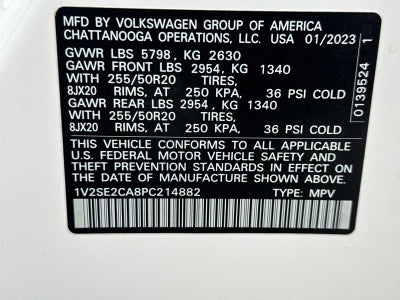 MFD BY VOLKSWAGEN GROUP OF AMERICA
CHATTANOOGA OPERATIONS, LLC. USA 01/2023
GVWR LBS 5798, KG 2630
GAWR FRONT LBS 2954, KG 1340
WITH 255/50R20 TIRES,
8JX20 RIMS, AT 250 KPA, 36 PSI COLD
GAWR REAR LBS 2954, KG 1340
WITH 255/50R20 TIRES,
8JX20 RIMS, AT 250 KPA, 36 PSI COLD
THIS VEHICLE CONFORMS TO ALL APPLICABLE
U.S. FEDERAL MOTOR VEHICLE SAFETY AND
THEFT PREVENTION STANDARDS IN EFFECT ON
THE DATE OF MANUFACTURE SHOWN ABOVE.
1V2SE2CA8PC214882 TYPE: MPV
0139524 1